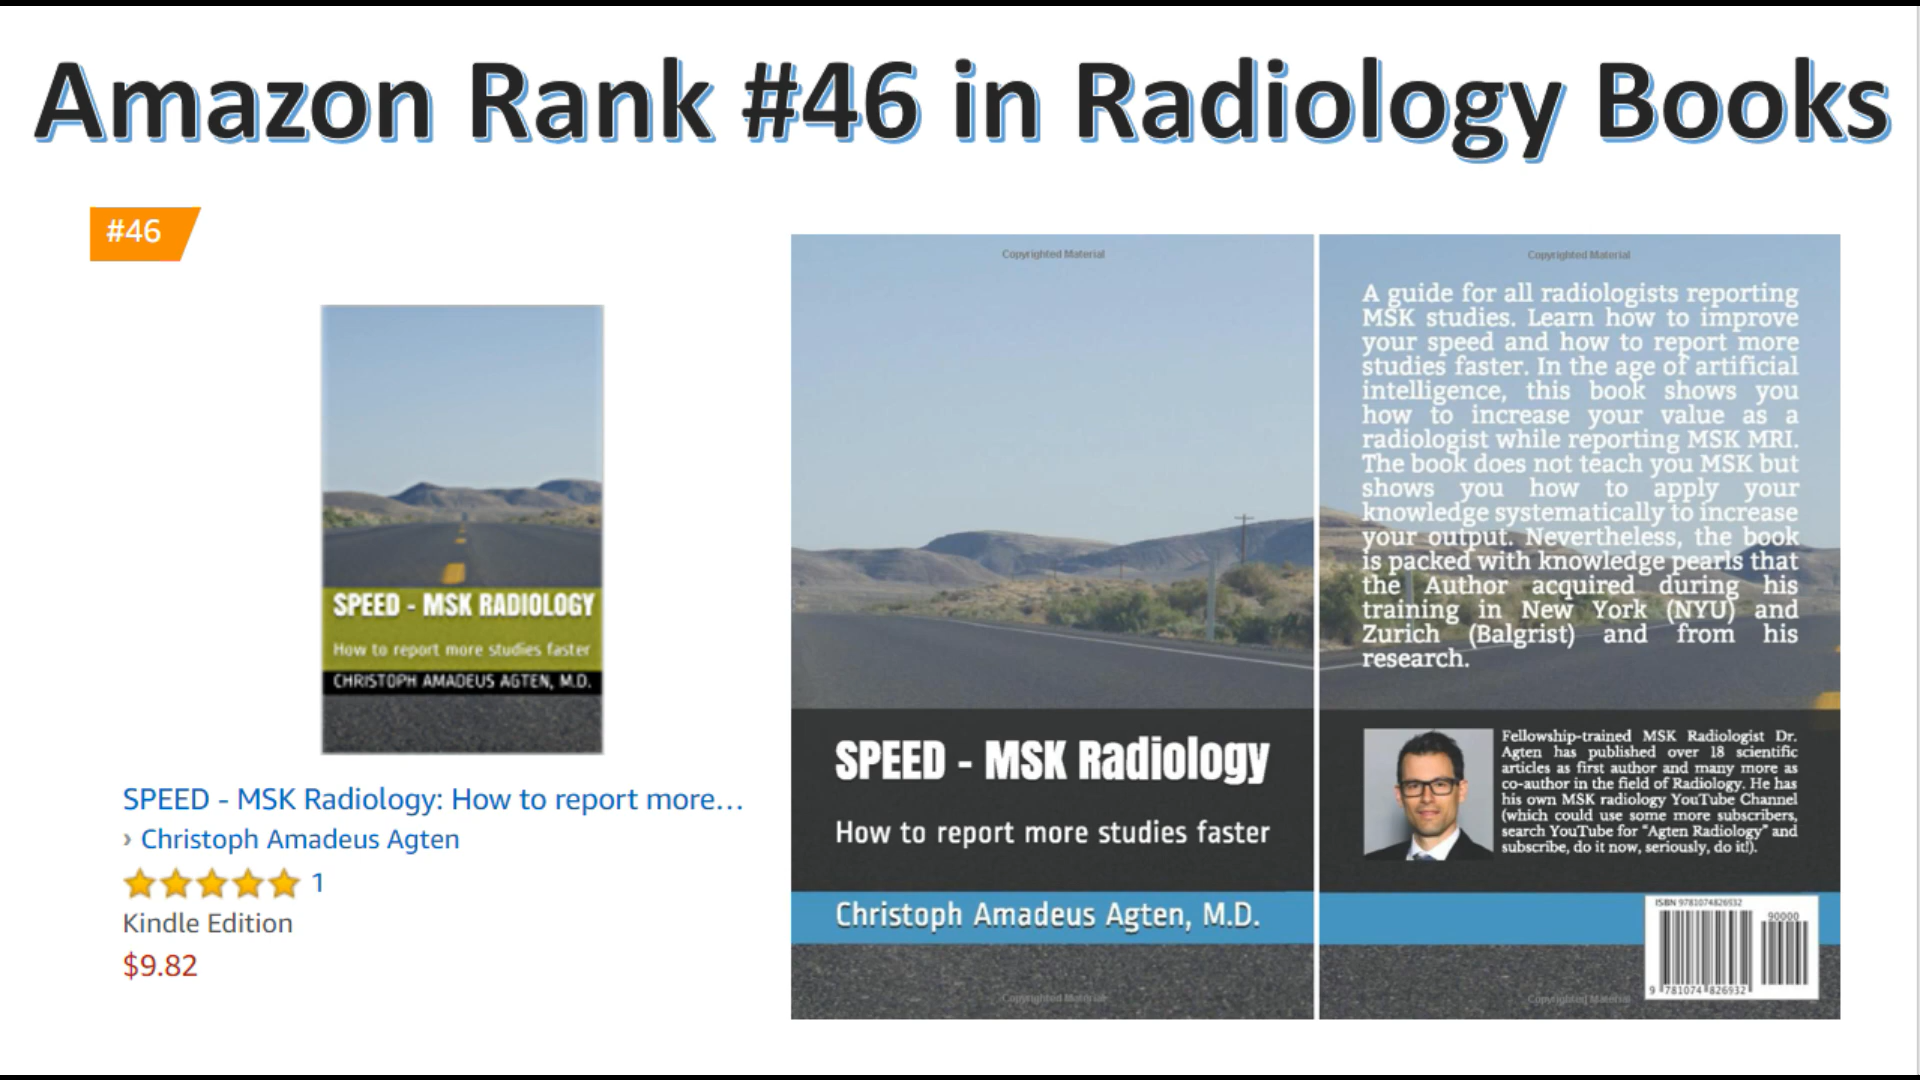 Amazon Rank #46 in Radiology Books
#46
SPEED - MSK RADIOLOGY
How to report more studies faster
CHRISTOPH AMADEUS AGTEN, M.D.
SPEED - MSK Radiology: How to report more...
› Christoph Amadeus Agten
1
Kindle Edition
$9.82
Copyrighted Material
SPEED - MSK Radiology
How to report more studies faster
Christoph Amadeus Agten, M.D.
Copyrighted Material
Copyrighted Material
A guide for all radiologists reporting
MSK studies. Learn how to improve
your speed and how to report more
studies faster. In the age of artificial
intelligence, this book shows you
how to increase your value as a
radiologist while reporting MSK MRI.
The book does not teach you MSK but
shows you how to apply your
knowledge systematically to increase
your output. Nevertheless, the book
is packed with knowledge pearls that
the Author acquired during his
training in New York (NYU) and
Zurich (Balgrist) and from his
research.
Fellowship-trained MSK Radiologist Dr.
Agten has published over 18 scientific
articles as first author and many more as
co-author in the field of Radiology. He has
his own MSK radiology YouTube Channel
(which could use some more subscribers,
search YouTube for "Agten Radiology" and
subscribe, do it now, seriously, do it!).
ISBN 9781074826932
90000
9 781074 826932
Copyrighted Material